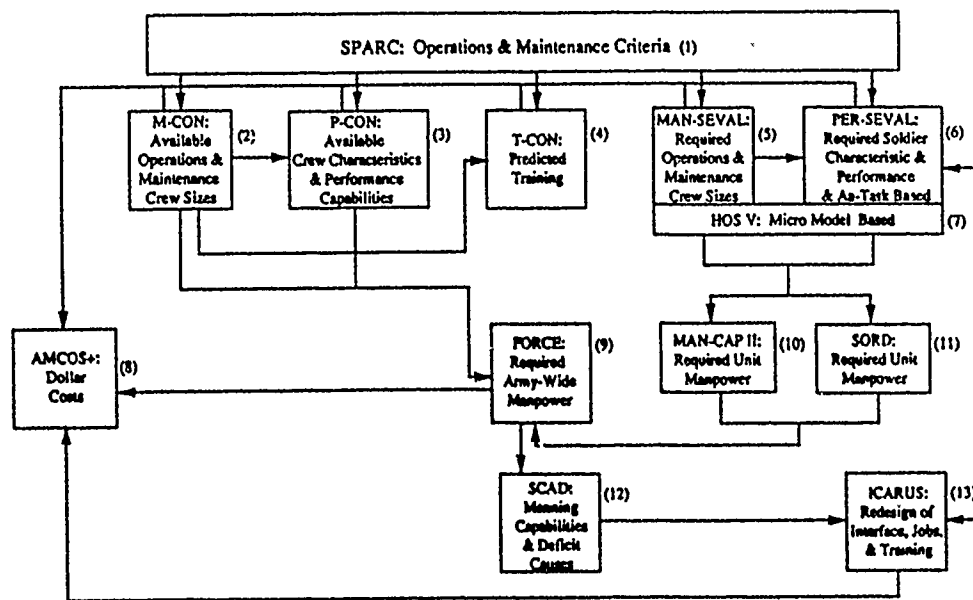 SPARC: Operations & Maintenance Criteria (1)
M-CON:
Available
Operations &
Maintenance
Crew Sizes
(2)
P-CON:
Available
Crew Characteristics
& Performance
Capabilities
(3)
T-CON:
Predicted
Training
(4)
MAN-SEVAL:
Required
Operations &
Maintenance
Crew Sizes
(5)
PER-SEVAL:
Required Soldier
Characteristic &
Performance
& Aa-Task Based
(6)
HOS V: Micro Model Based
(7)
AMCOS+:
Dollar
Costs
(8)
FORCE:
Required
Army-Wide
Manpower
(9)
MAN-CAP II:
Required Unit
Manpower
(10)
SORD:
Required Unit
Manpower
(11)
SCAD:
Manning
Capabilities
& Deficit
Causes
(12)
ICARUS:
Redesign of
Interface, Jobs,
& Training
(13)